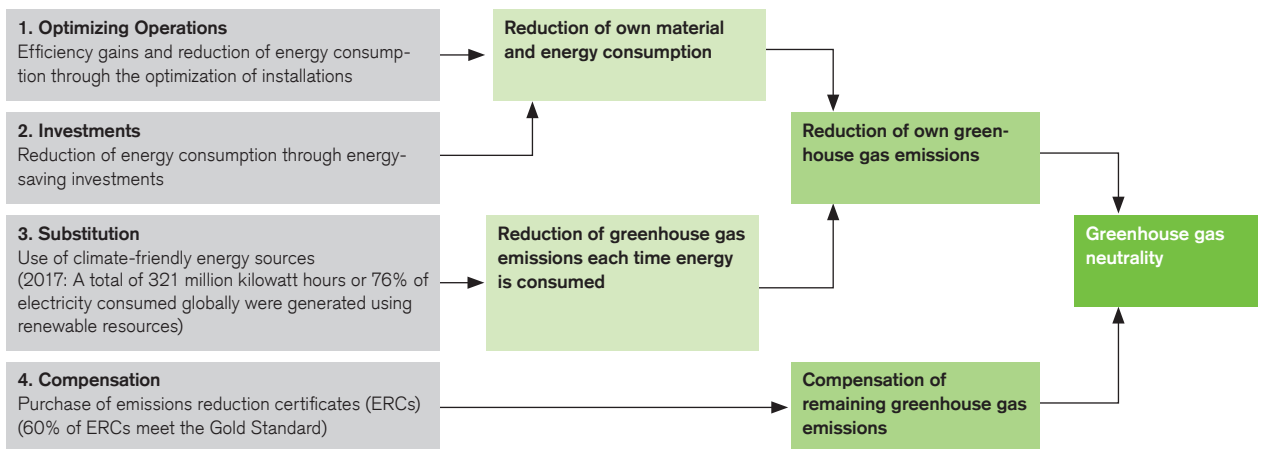 1. Optimizing Operations
Efficiency gains and reduction of energy consump-
tion through the optimization of installations
Reduction of own material
and energy consumption
2. Investments
Reduction of energy consumption through energy-
saving investments
Reduction of own green-
house gas emissions
3. Substitution
Use of climate-friendly energy sources
(2017: A total of 321 million kilowatt hours or 76% of
electricity consumed globally were generated using
renewable resources)
Reduction of greenhouse gas
emissions each time energy
is consumed
Greenhouse gas
neutrality
4. Compensation
Purchase of emissions reduction certificates (ERCs)
(60% of ERCs meet the Gold Standard)
Compensation of
remaining greenhouse gas
emissions